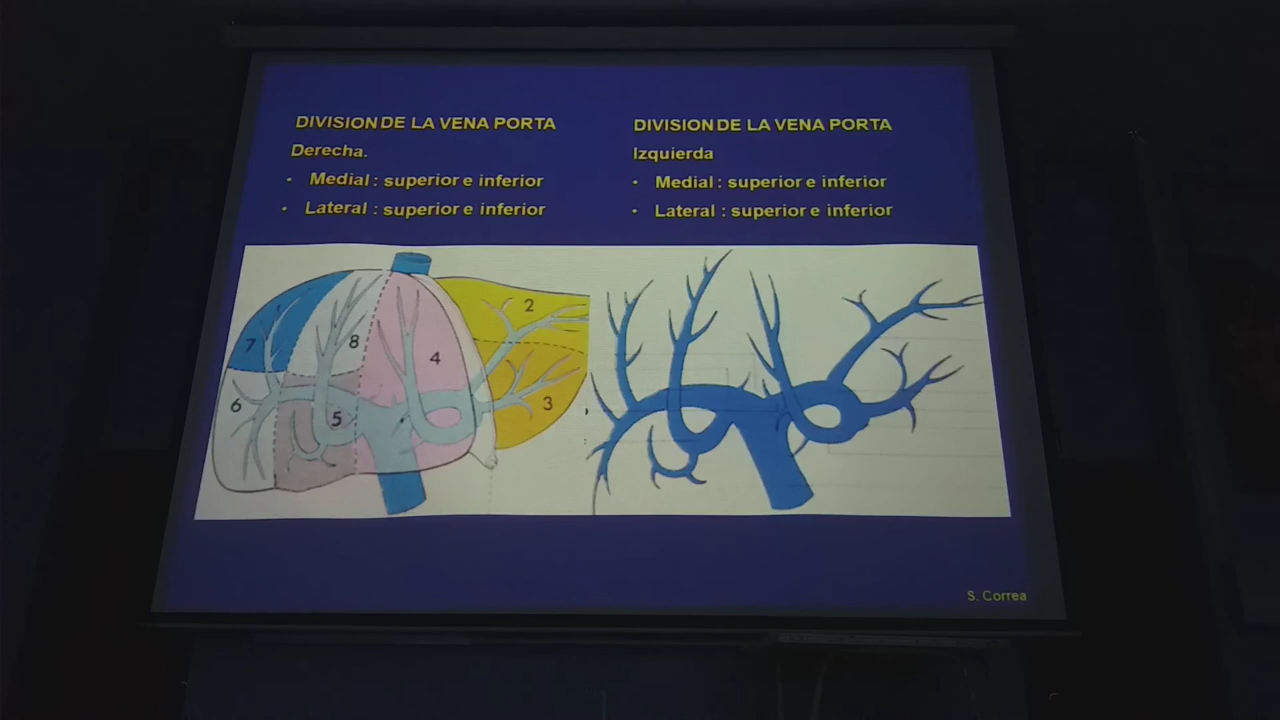 DIVISION DE LA VENA PORTA
Derecha.
• Medial : superior e inferior
• Lateral : superior e inferior
DIVISION DE LA VENA PORTA
Izquierda
• Medial : superior e inferior
• Lateral : superior e inferior
2
7
8
4
6
5
3
S. Correa